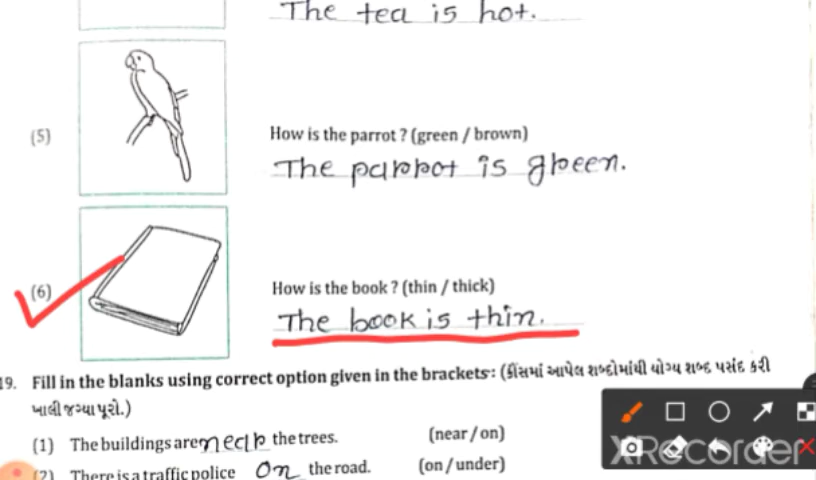 The tea is hot.
(5)
How is the parrot ? (green / brown)
The parrot is green.
(6)
How is the book ? (thin / thick)
The book is thin.
19. Fill in the blanks using correct option given in the brackets: (કૌંસમાં આપેલ શબ્દોમાંથી યોગ્ય શબ્દ પસંદ કરી
ખાલી જગ્યા પૂરો.)
(1) The buildings are near the trees. (near / on)
(2) There is a traffic police on the road. (on / under)
XRecorder